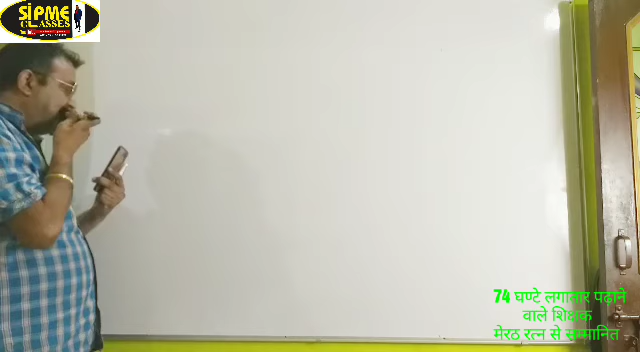 SIPME
CLASSES
74 घण्टे लगातार पढ़ाने
वाले शिक्षक
मेरठ रत्न से सम्मानित